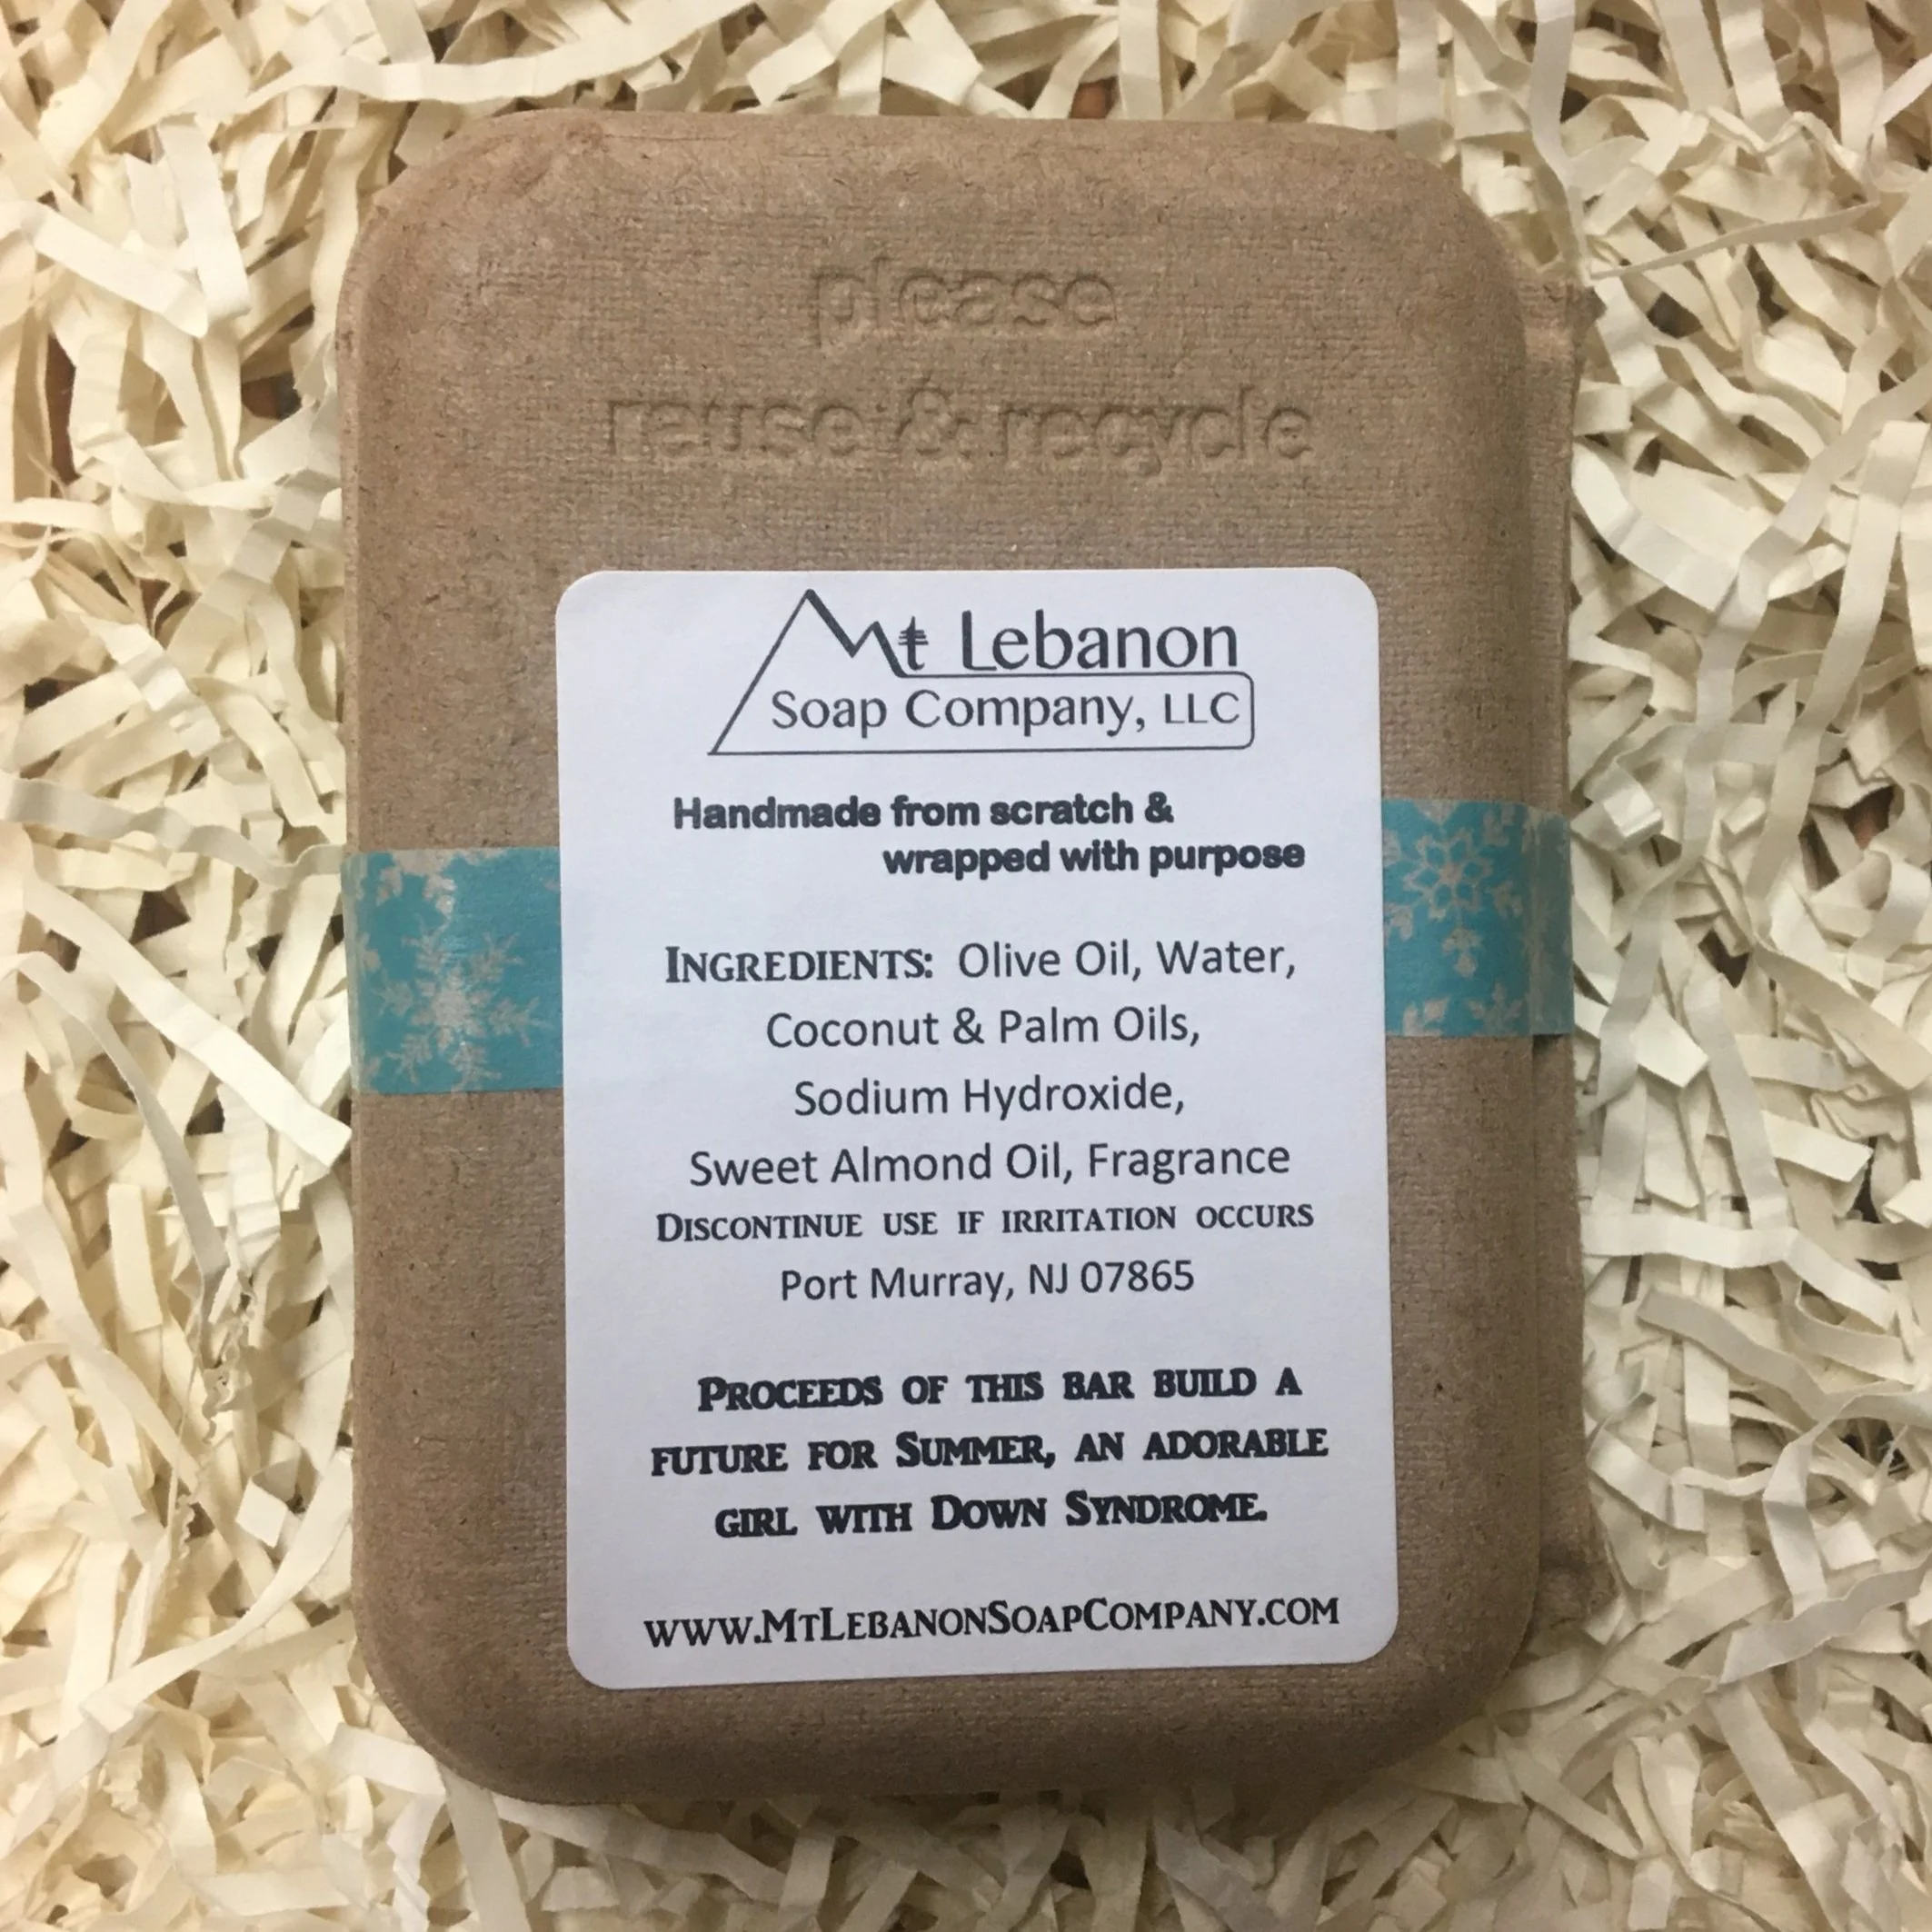 please
reuse & recycle
Mt Lebanon
Soap Company, LLC
Handmade from scratch &
wrapped with purpose
INGREDIENTS: Olive Oil, Water,
Coconut & Palm Oils,
Sodium Hydroxide,
Sweet Almond Oil, Fragrance
DISCONTINUE USE IF IRRITATION OCCURS
Port Murray, NJ 07865
PROCEEDS OF THIS BAR BUILD A
FUTURE FOR SUMMER, AN ADORABLE
GIRL WITH DOWN SYNDROME.
WWW.MTLEBANONSOAPCOMPANY.COM